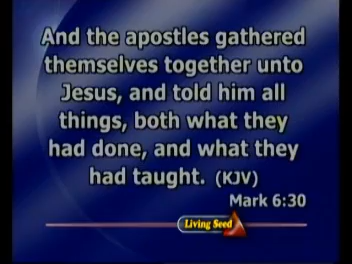 And the apostles gathered
themselves together unto
Jesus, and told him all
things, both what they
had done, and what they
had taught. (KJV)
Mark 6:30
Living Seed